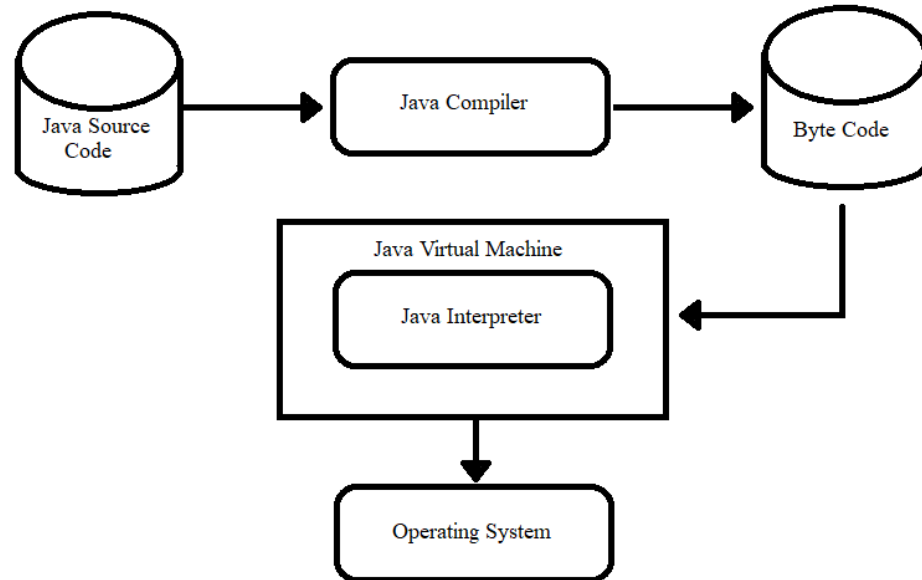 Java Source
Code
Java Compiler
Byte Code
Java Virtual Machine
Java Interpreter
Operating System